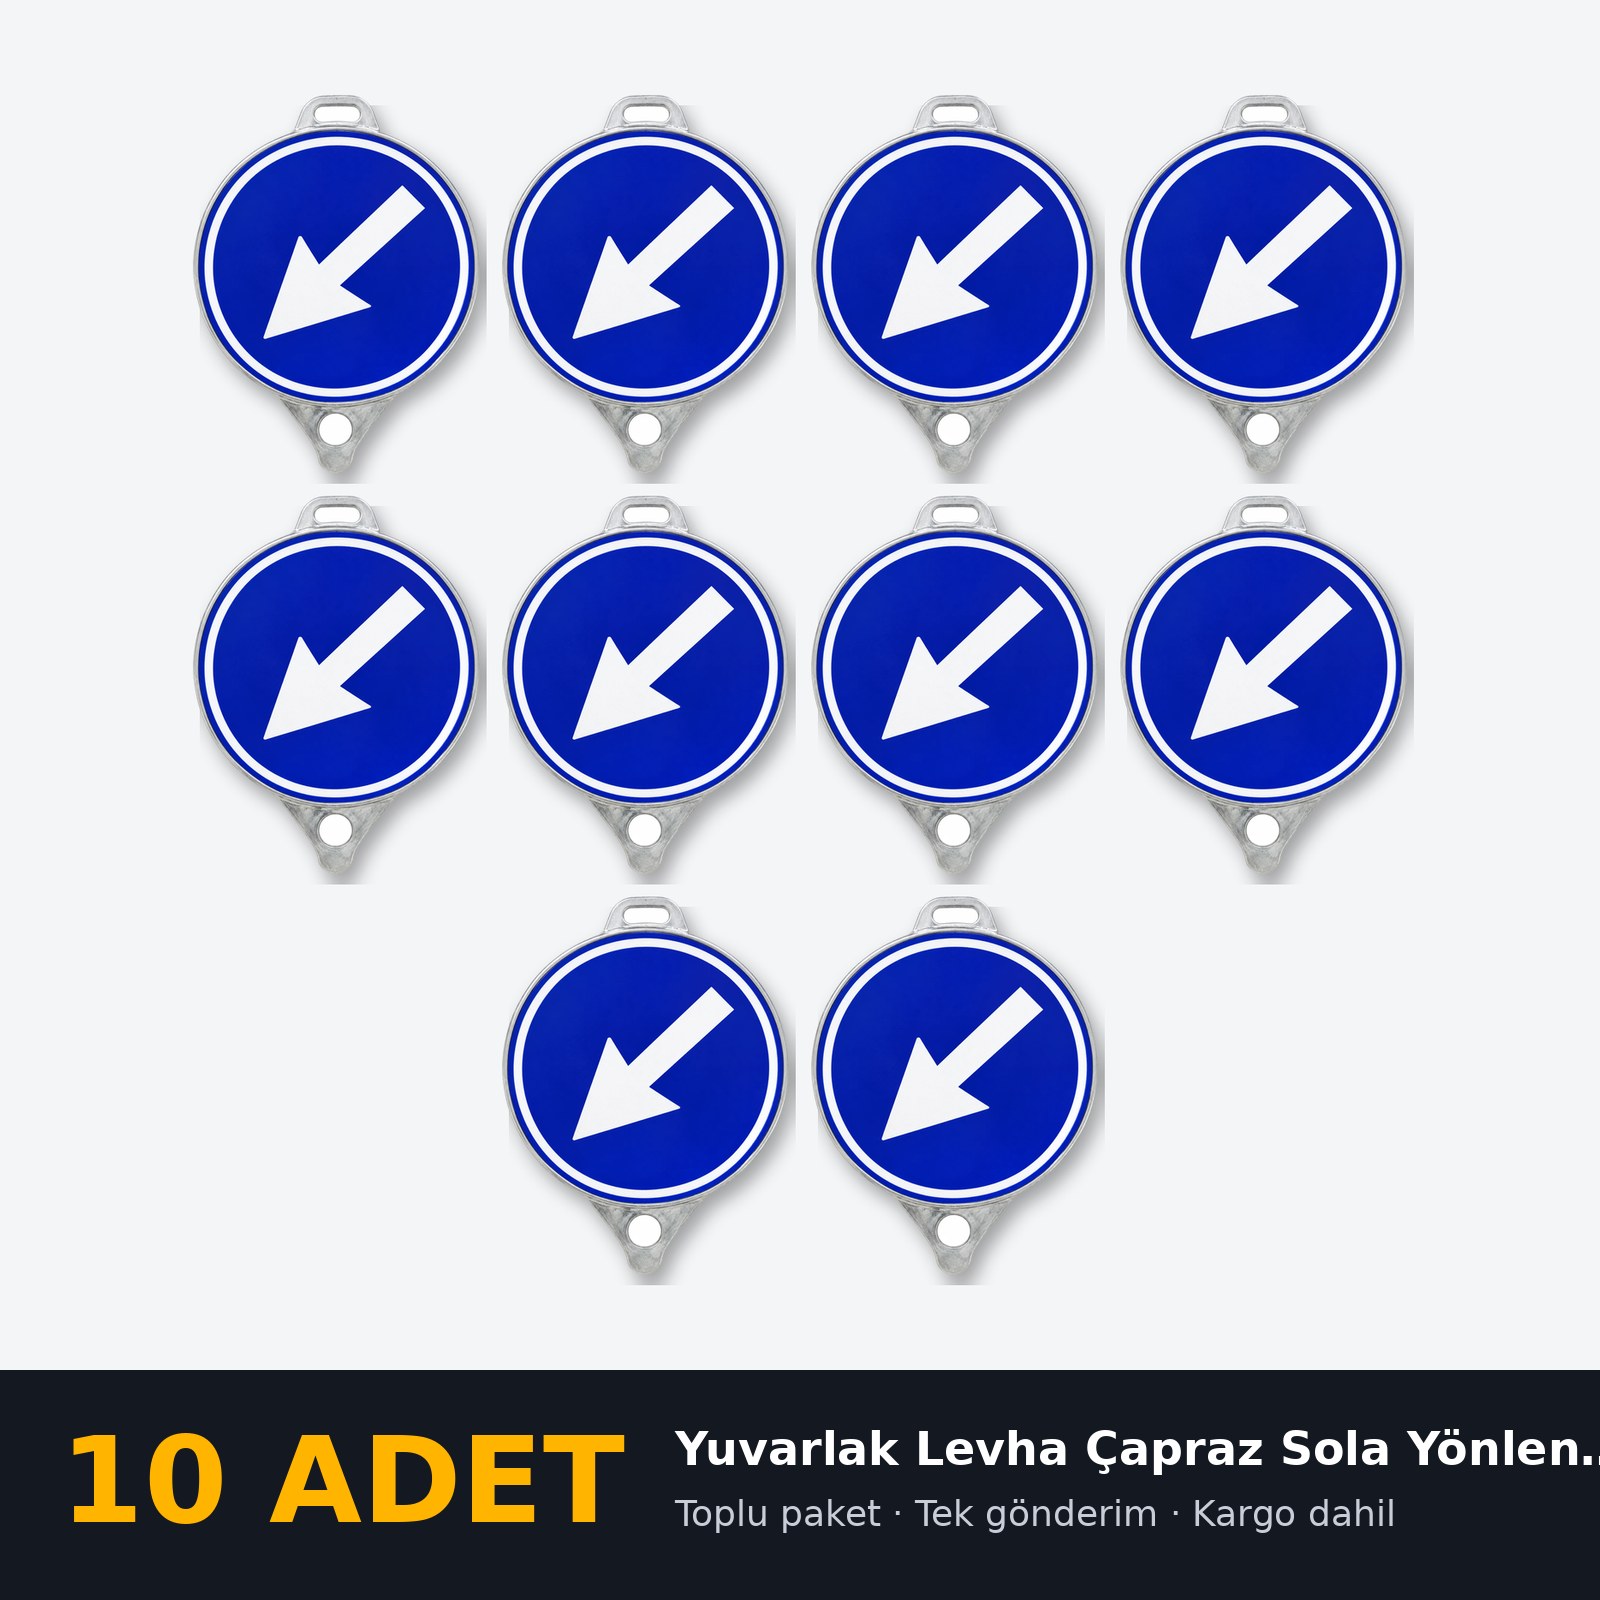 10 ADET
Yuvarlak Levha Çapraz Sola Yönlen..
Toplu paket · Tek gönderim · Kargo dahil